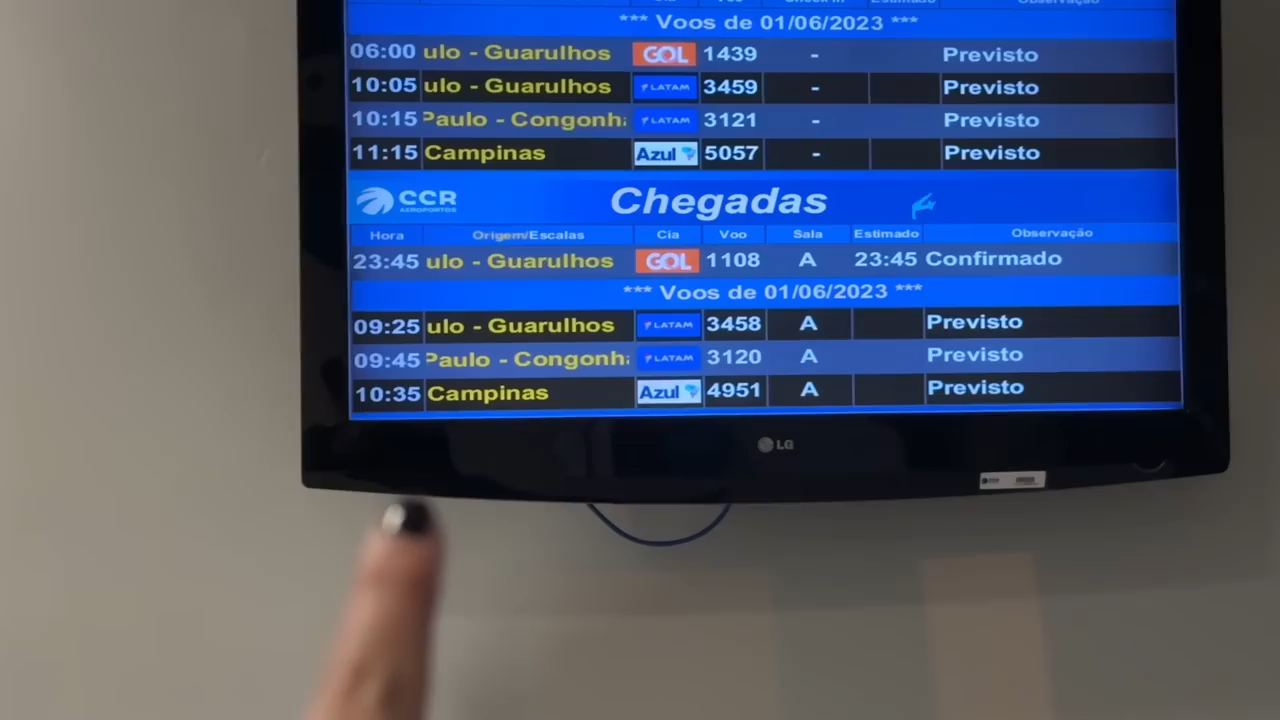 *** Voos de 01/06/2023 ***
06:00 ulo - Guarulhos GOL 1439 - Previsto
10:05 ulo - Guarulhos LATAM 3459 - Previsto
10:15 Paulo - Congonh LATAM 3121 - Previsto
11:15 Campinas Azul 5057 - Previsto
CCR AEROPORTOS Chegadas
Hora Origem/Escalas Cia Voo Sala Estimado Observação
23:45 ulo - Guarulhos GOL 1108 A 23:45 Confirmado
*** Voos de 01/06/2023 ***
09:25 ulo - Guarulhos LATAM 3458 A Previsto
09:45 Paulo - Congonh LATAM 3120 A Previsto
10:35 Campinas Azul 4951 A Previsto
LG